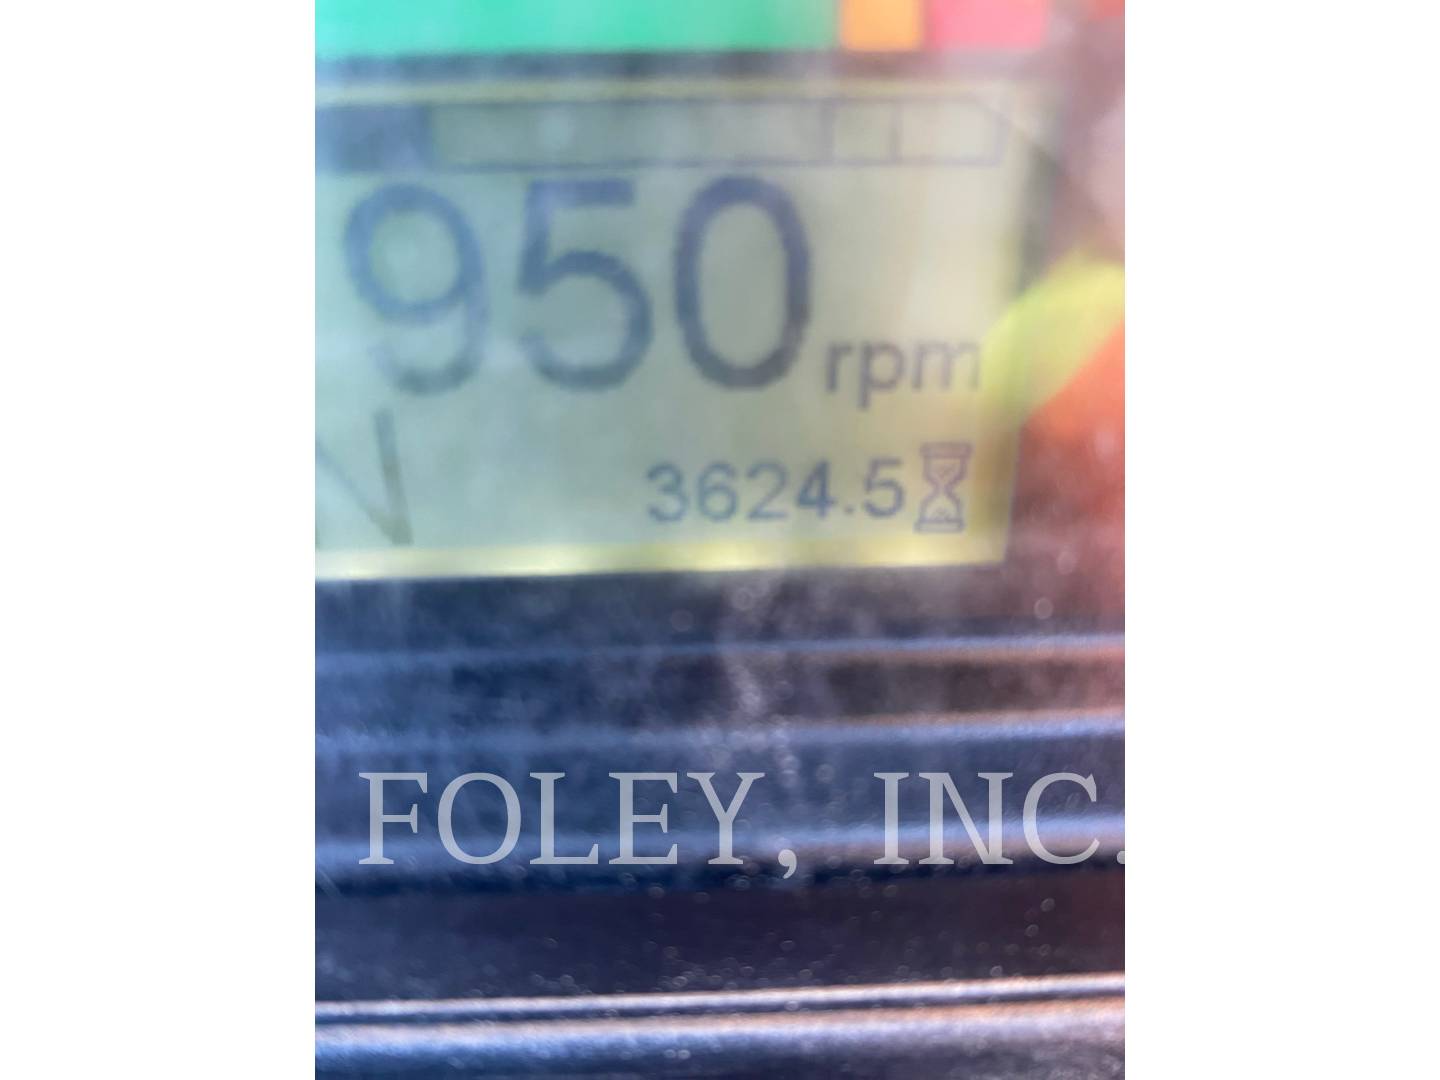 950 rpm
N 3624.5
FOLEY, INC.